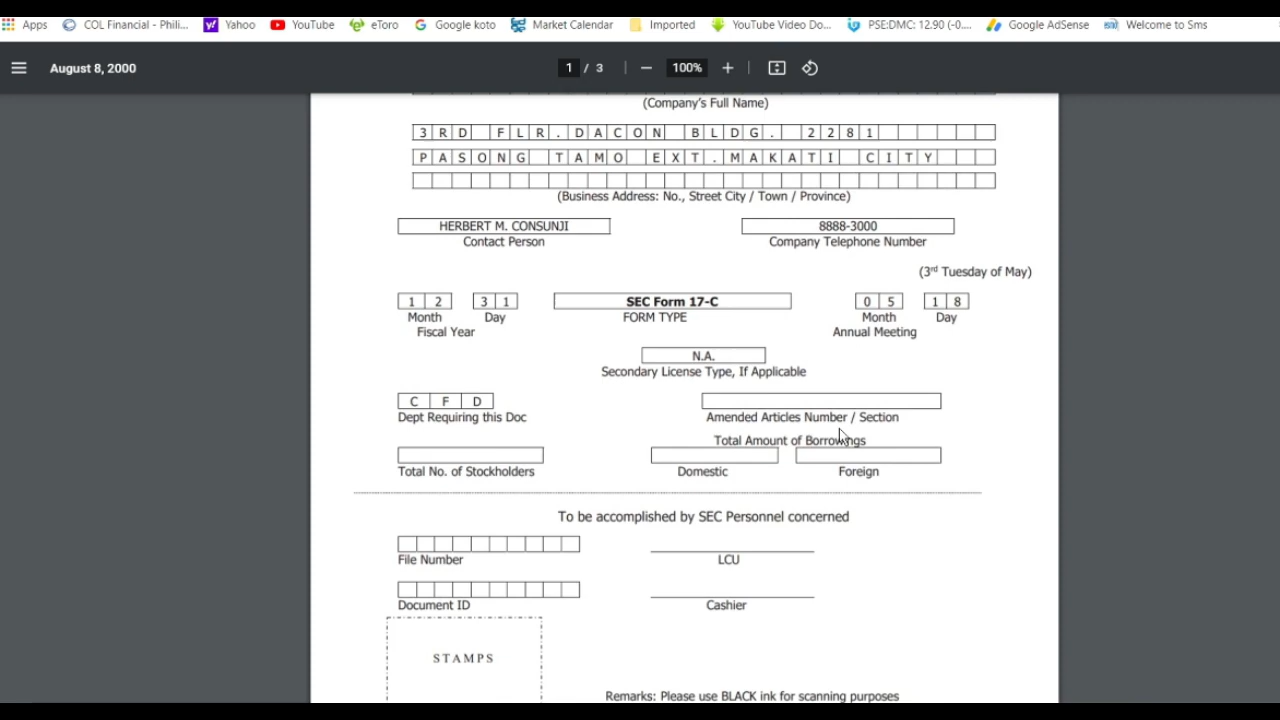 Apps COL Financial - Phili... Yahoo YouTube eToro Google koto Market Calendar Imported YouTube Video Do... PSE:DMC: 12.90 (-0.... Google AdSense Welcome to Sms
August 8, 2000 1 / 3 100%
(Company's Full Name)
3RD FLR.DACON BLDG. 2281
PASONG TAMO EXT.MAKATI CITY
(Business Address: No., Street City / Town / Province)
HERBERT M. CONSUNJI 8888-3000
Contact Person Company Telephone Number
(3rd Tuesday of May)
1 2 3 1 SEC Form 17-C 0 5 1 8
Month Day FORM TYPE Month Day
Fiscal Year Annual Meeting
N.A.
Secondary License Type, If Applicable
C F D
Dept Requiring this Doc Amended Articles Number / Section
Total Amount of Borrowings
Total No. of Stockholders Domestic Foreign
To be accomplished by SEC Personnel concerned
File Number LCU
Document ID Cashier
STAMPS
Remarks: Please use BLACK ink for scanning purposes